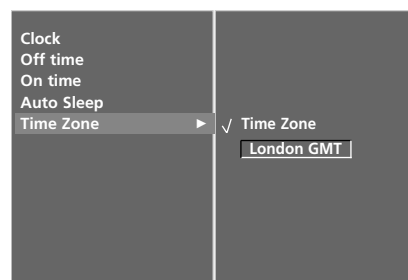 Clock
Off time
On time
Auto Sleep
Time Zone ► √ Time Zone
London GMT